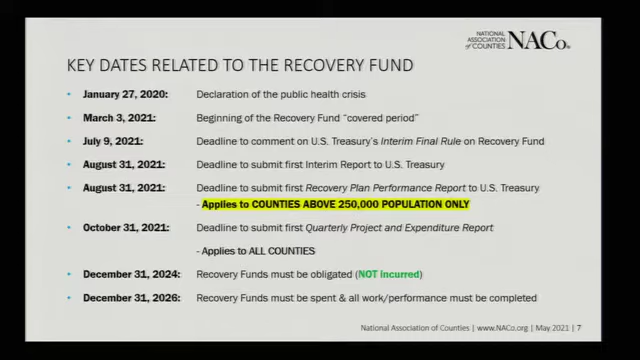 NATIONAL
ASSOCIATION
of COUNTIES
NACo®
KEY DATES RELATED TO THE RECOVERY FUND
• January 27, 2020: Declaration of the public health crisis
• March 3, 2021: Beginning of the Recovery Fund “covered period”
• July 9, 2021: Deadline to comment on U.S. Treasury’s Interim Final Rule on Recovery Fund
• August 31, 2021: Deadline to submit first Interim Report to U.S. Treasury
• August 31, 2021: Deadline to submit first Recovery Plan Performance Report to U.S. Treasury
- Applies to COUNTIES ABOVE 250,000 POPULATION ONLY
• October 31, 2021: Deadline to submit first Quarterly Project and Expenditure Report
- Applies to ALL COUNTIES
• December 31, 2024: Recovery Funds must be obligated (NOT incurred)
• December 31, 2026: Recovery Funds must be spent & all work/performance must be completed
National Association of Counties | www.NACo.org | May 2021 | 7